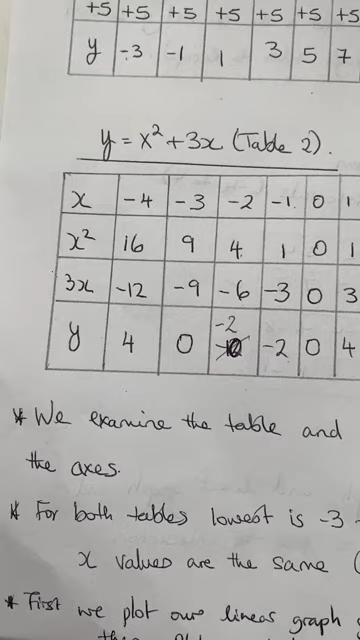 +5 +5 +5 +5 +5 +5 +5
y -3 -1 1 3 5 7
y = x² + 3x (Table 2).
x -4 -3 -2 -1 0 1
x² 16 9 4 1 0 1
3x -12 -9 -6 -3 0 3
-2
y 4 0 -2 0 4
* We examine the table and
the axes.
* For both tables lowest is -3
x values are the same (
* First we plot our linear graph